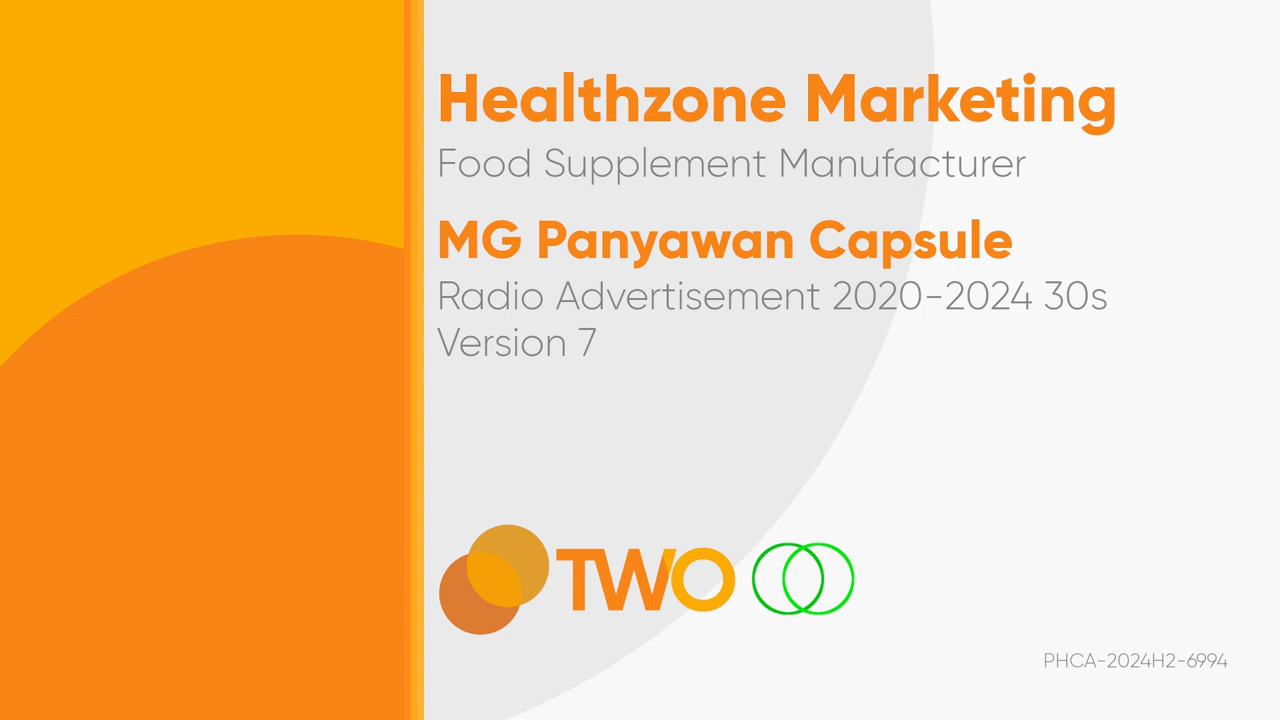 Healthzone Marketing
Food Supplement Manufacturer
MG Panyawan Capsule
Radio Advertisement 2020-2024 30s
Version 7
TWO
PHCA-2024H2-6994